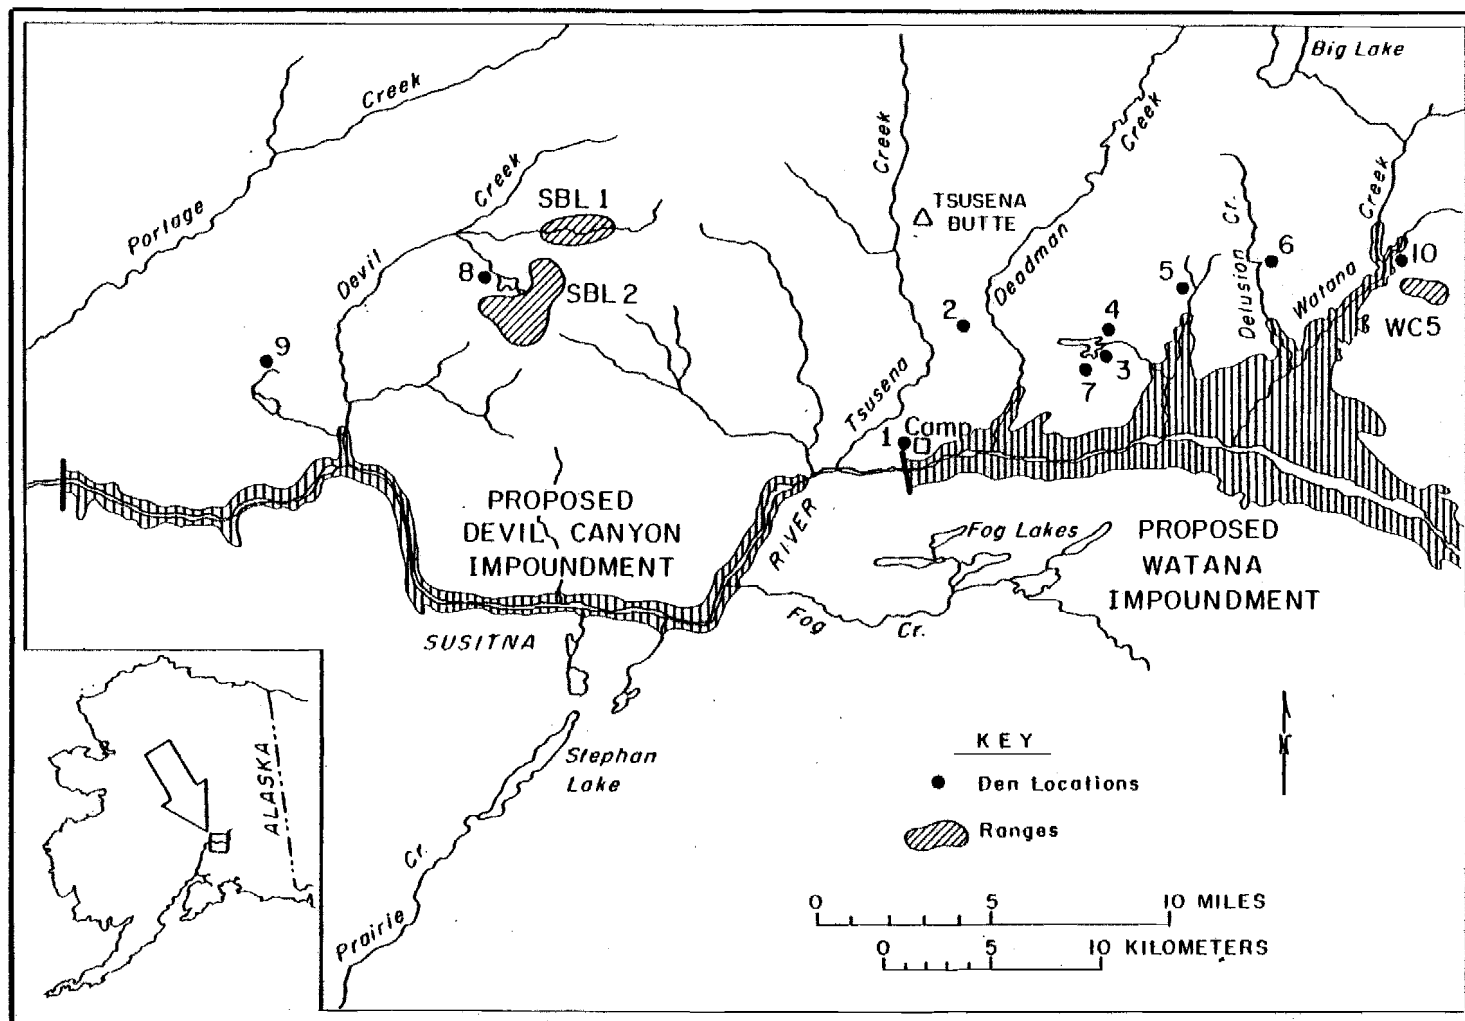 Big Lake
Creek
Creek
Creek
Creek
Portage
SBL 1
TSUSENA
BUTTE
Cr.
Creek
Devil
8
SBL 2
Deadman
Delusion
6
Watana
10
5
2
4
WC5
9
3
7
Tsusena
1
Camp
PROPOSED
DEVIL CANYON
IMPOUNDMENT
RIVER
Fog Lakes
PROPOSED
WATANA
IMPOUNDMENT
Fog
Cr.
SUSITNA
Stephan
Lake
ALASKA
N
KEY
Den Locations
Ranges
Cr.
Prairie
0 5 10 MILES
0 5 10 KILOMETERS